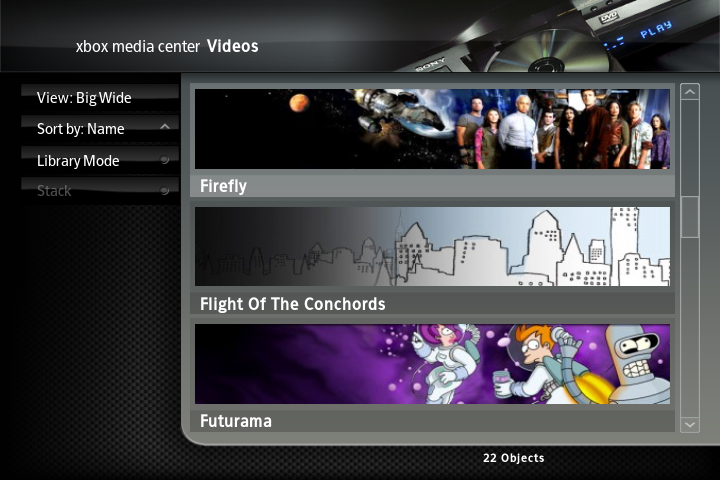 xbox media center Videos
SONY
DVD
PLAY
View: Big Wide
Sort by: Name
Library Mode
Stack
Firefly
Flight Of The Conchords
Futurama
22 Objects